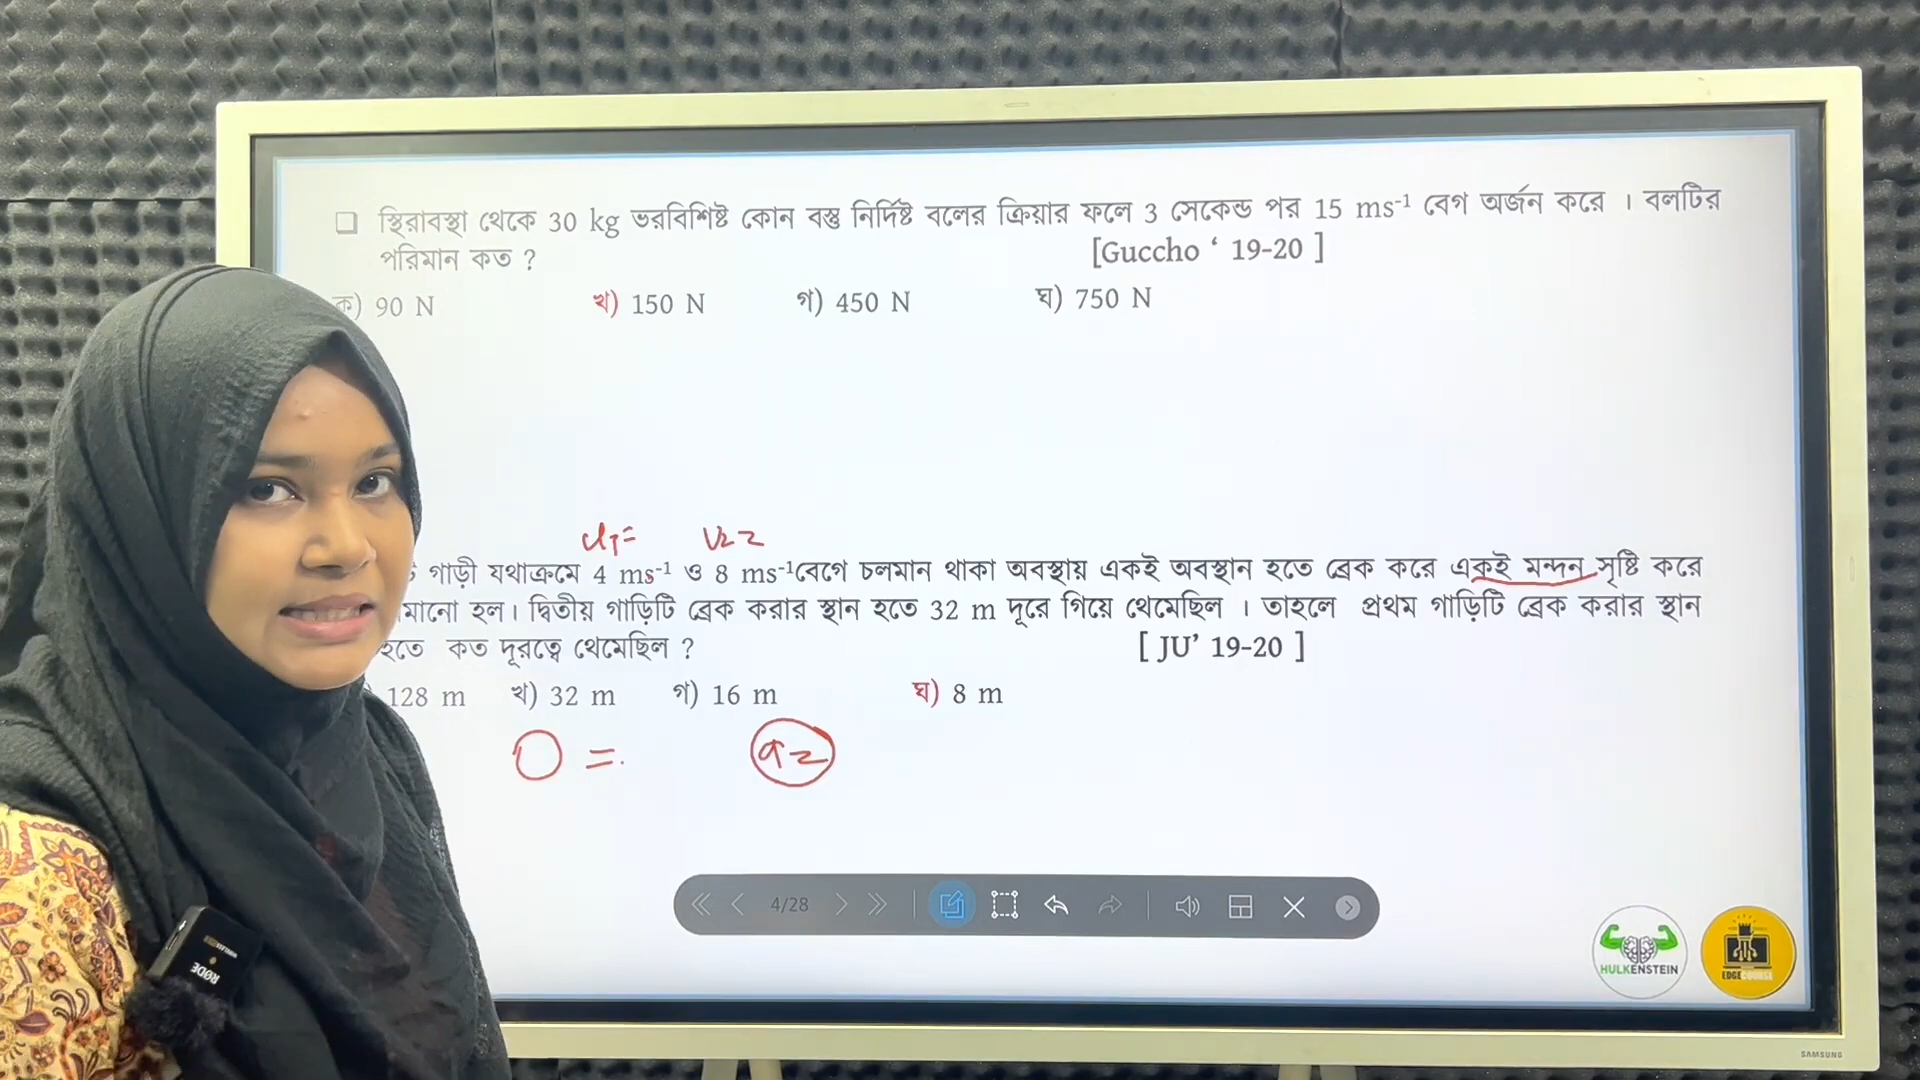 ❑ স্থিরাবস্থা থেকে 30 kg ভরবিশিষ্ট কোন বস্তু নির্দিষ্ট বলের ক্রিয়ার ফলে 3 সেকেন্ড পর 15 ms⁻¹ বেগ অর্জন করে । বলটির
পরিমান কত ? [Guccho ‘ 19-20 ]
ক) 90 N খ) 150 N গ) 450 N ঘ) 750 N
গাড়ী যথাক্রমে 4 ms⁻¹ ও 8 ms⁻¹বেগে চলমান থাকা অবস্থায় একই অবস্থান হতে ব্রেক করে একই মন্দন সৃষ্টি করে
মানো হল। দ্বিতীয় গাড়িটি ব্রেক করার স্থান হতে 32 m দূরে গিয়ে থেমেছিল । তাহলে প্রথম গাড়িটি ব্রেক করার স্থান
হতে কত দূরত্বে থেমেছিল ? [ JU’ 19-20 ]
128 m খ) 32 m গ) 16 m ঘ) 8 m
0 =
4/28
HULKENSTEIN
EDGECOURSE
SAMSUNG
RØDE